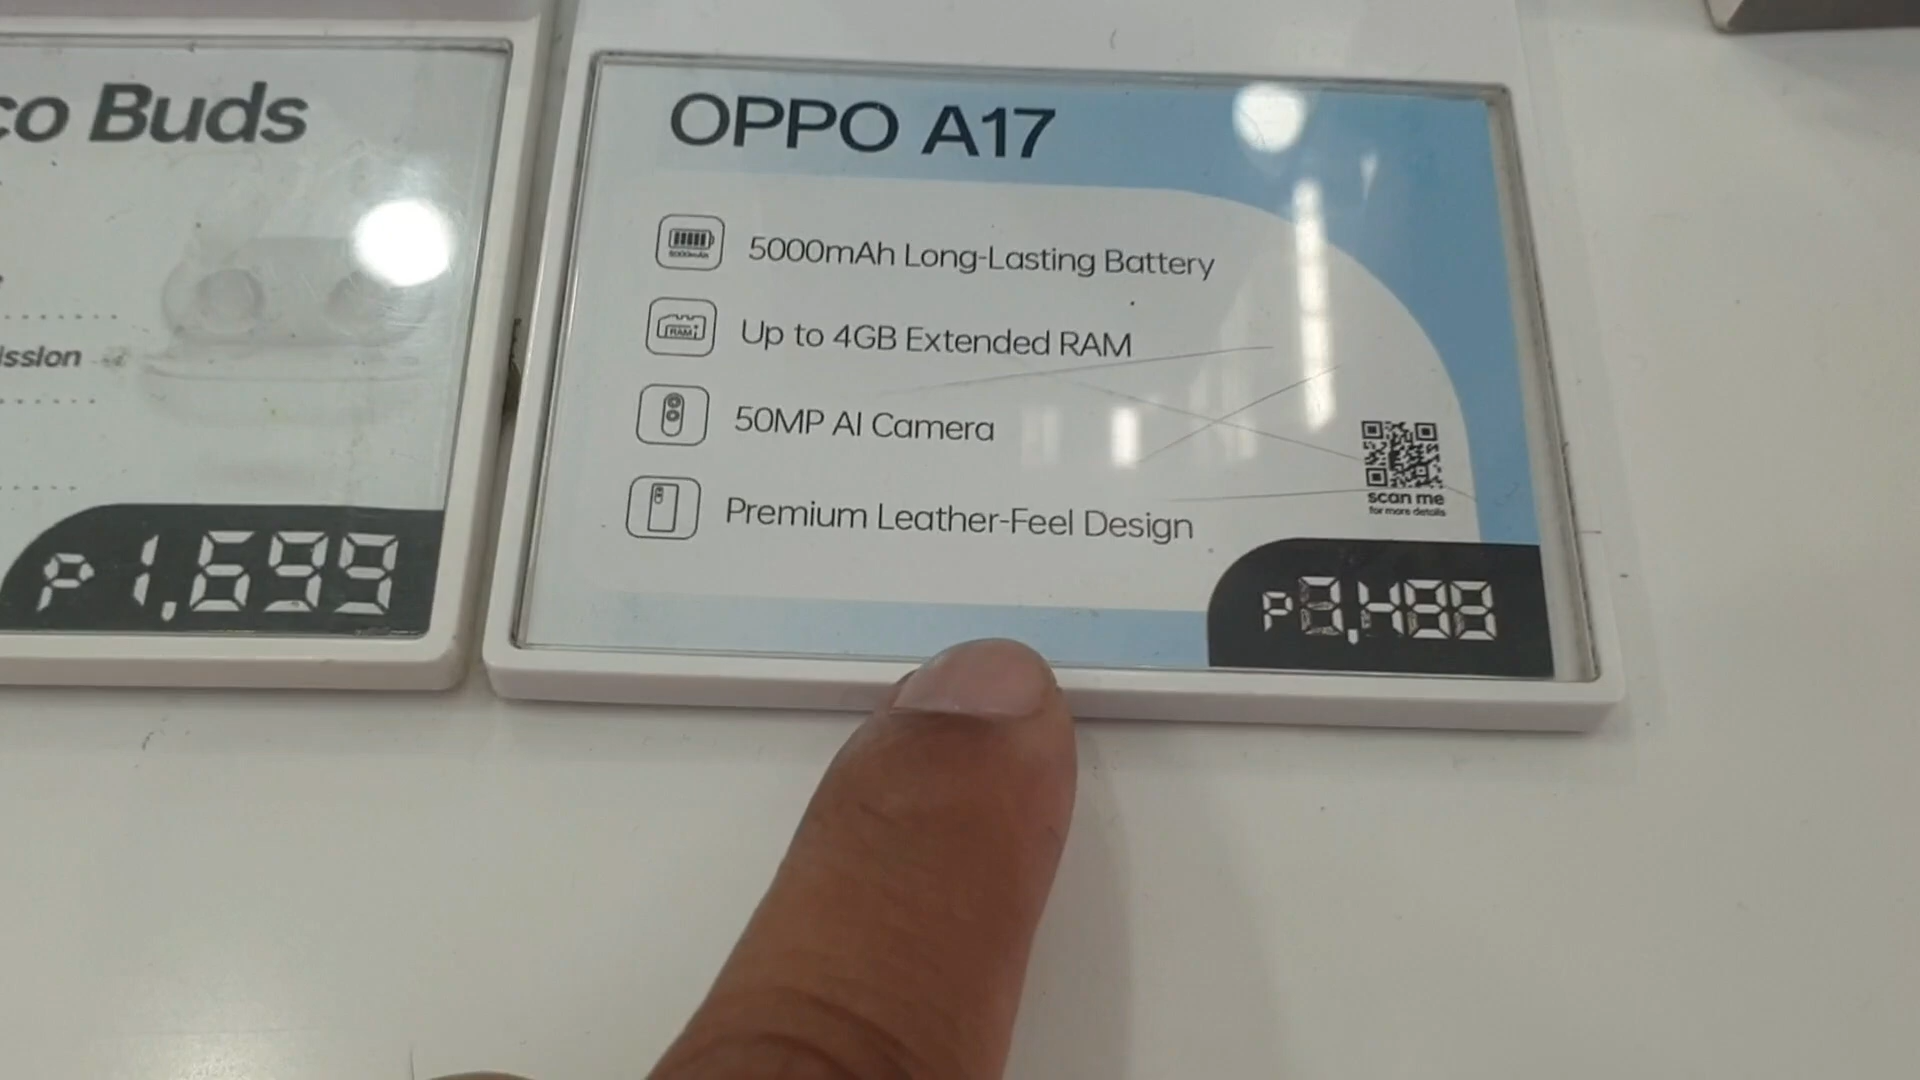 co Buds
ission
₱1,699
OPPO A17
5000mAh Long-Lasting Battery
Up to 4GB Extended RAM
RAM
50MP AI Camera
Premium Leather-Feel Design
scan me
for more details